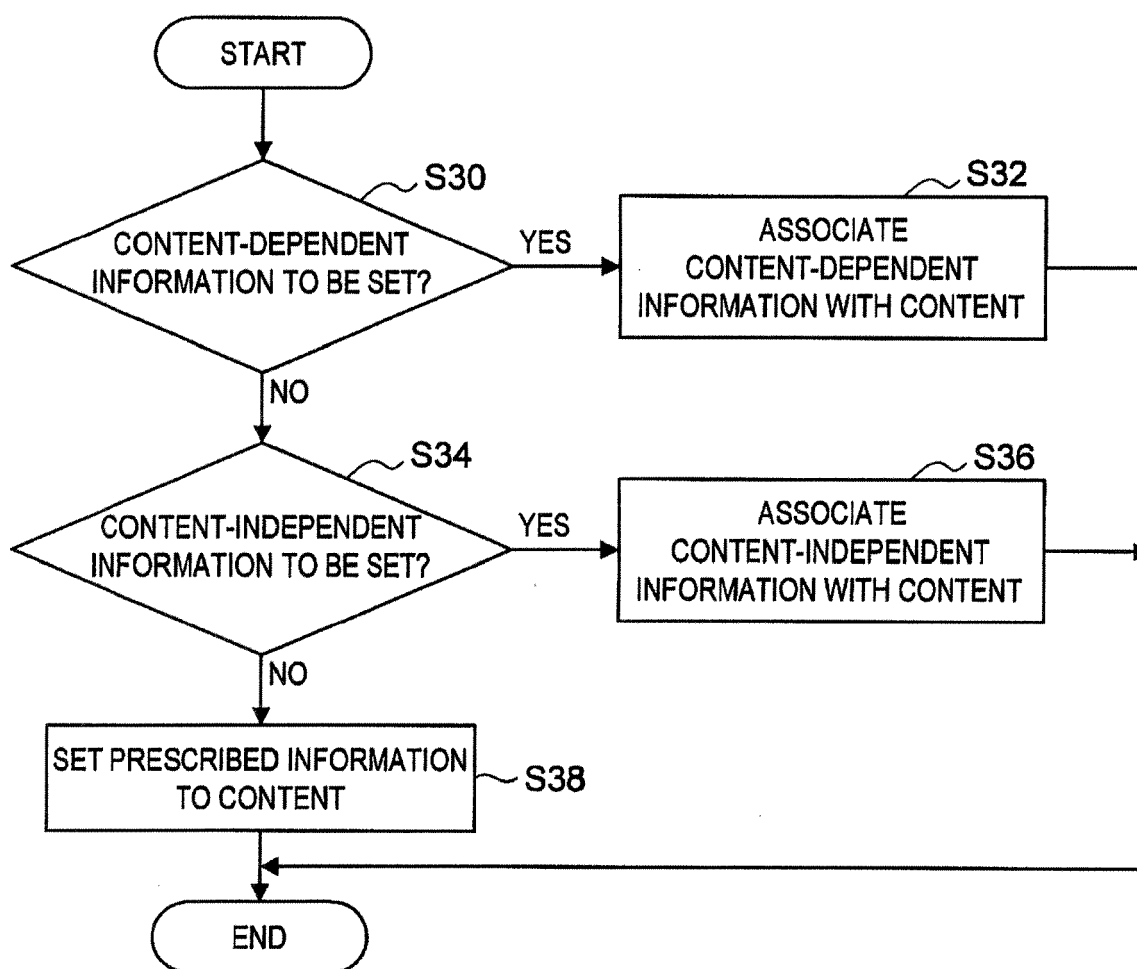 START
S30
CONTENT-DEPENDENT
INFORMATION TO BE SET?
YES
S32
ASSOCIATE
CONTENT-DEPENDENT
INFORMATION WITH CONTENT
NO
S34
CONTENT-INDEPENDENT
INFORMATION TO BE SET?
YES
S36
ASSOCIATE
CONTENT-INDEPENDENT
INFORMATION WITH CONTENT
NO
SET PRESCRIBED INFORMATION
TO CONTENT
S38
END